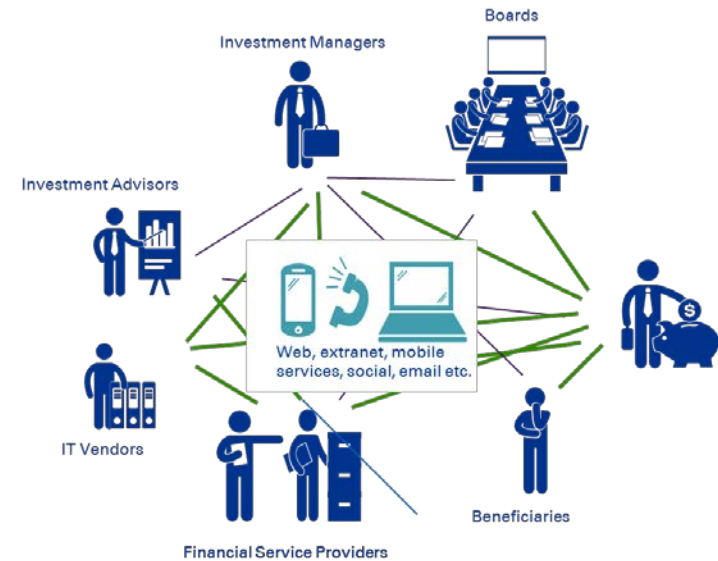 Boards
Investment Managers
Investment Advisors
$
Web, extranet, mobile
services, social, email etc.
IT Vendors
Beneficiaries
Financial Service Providers